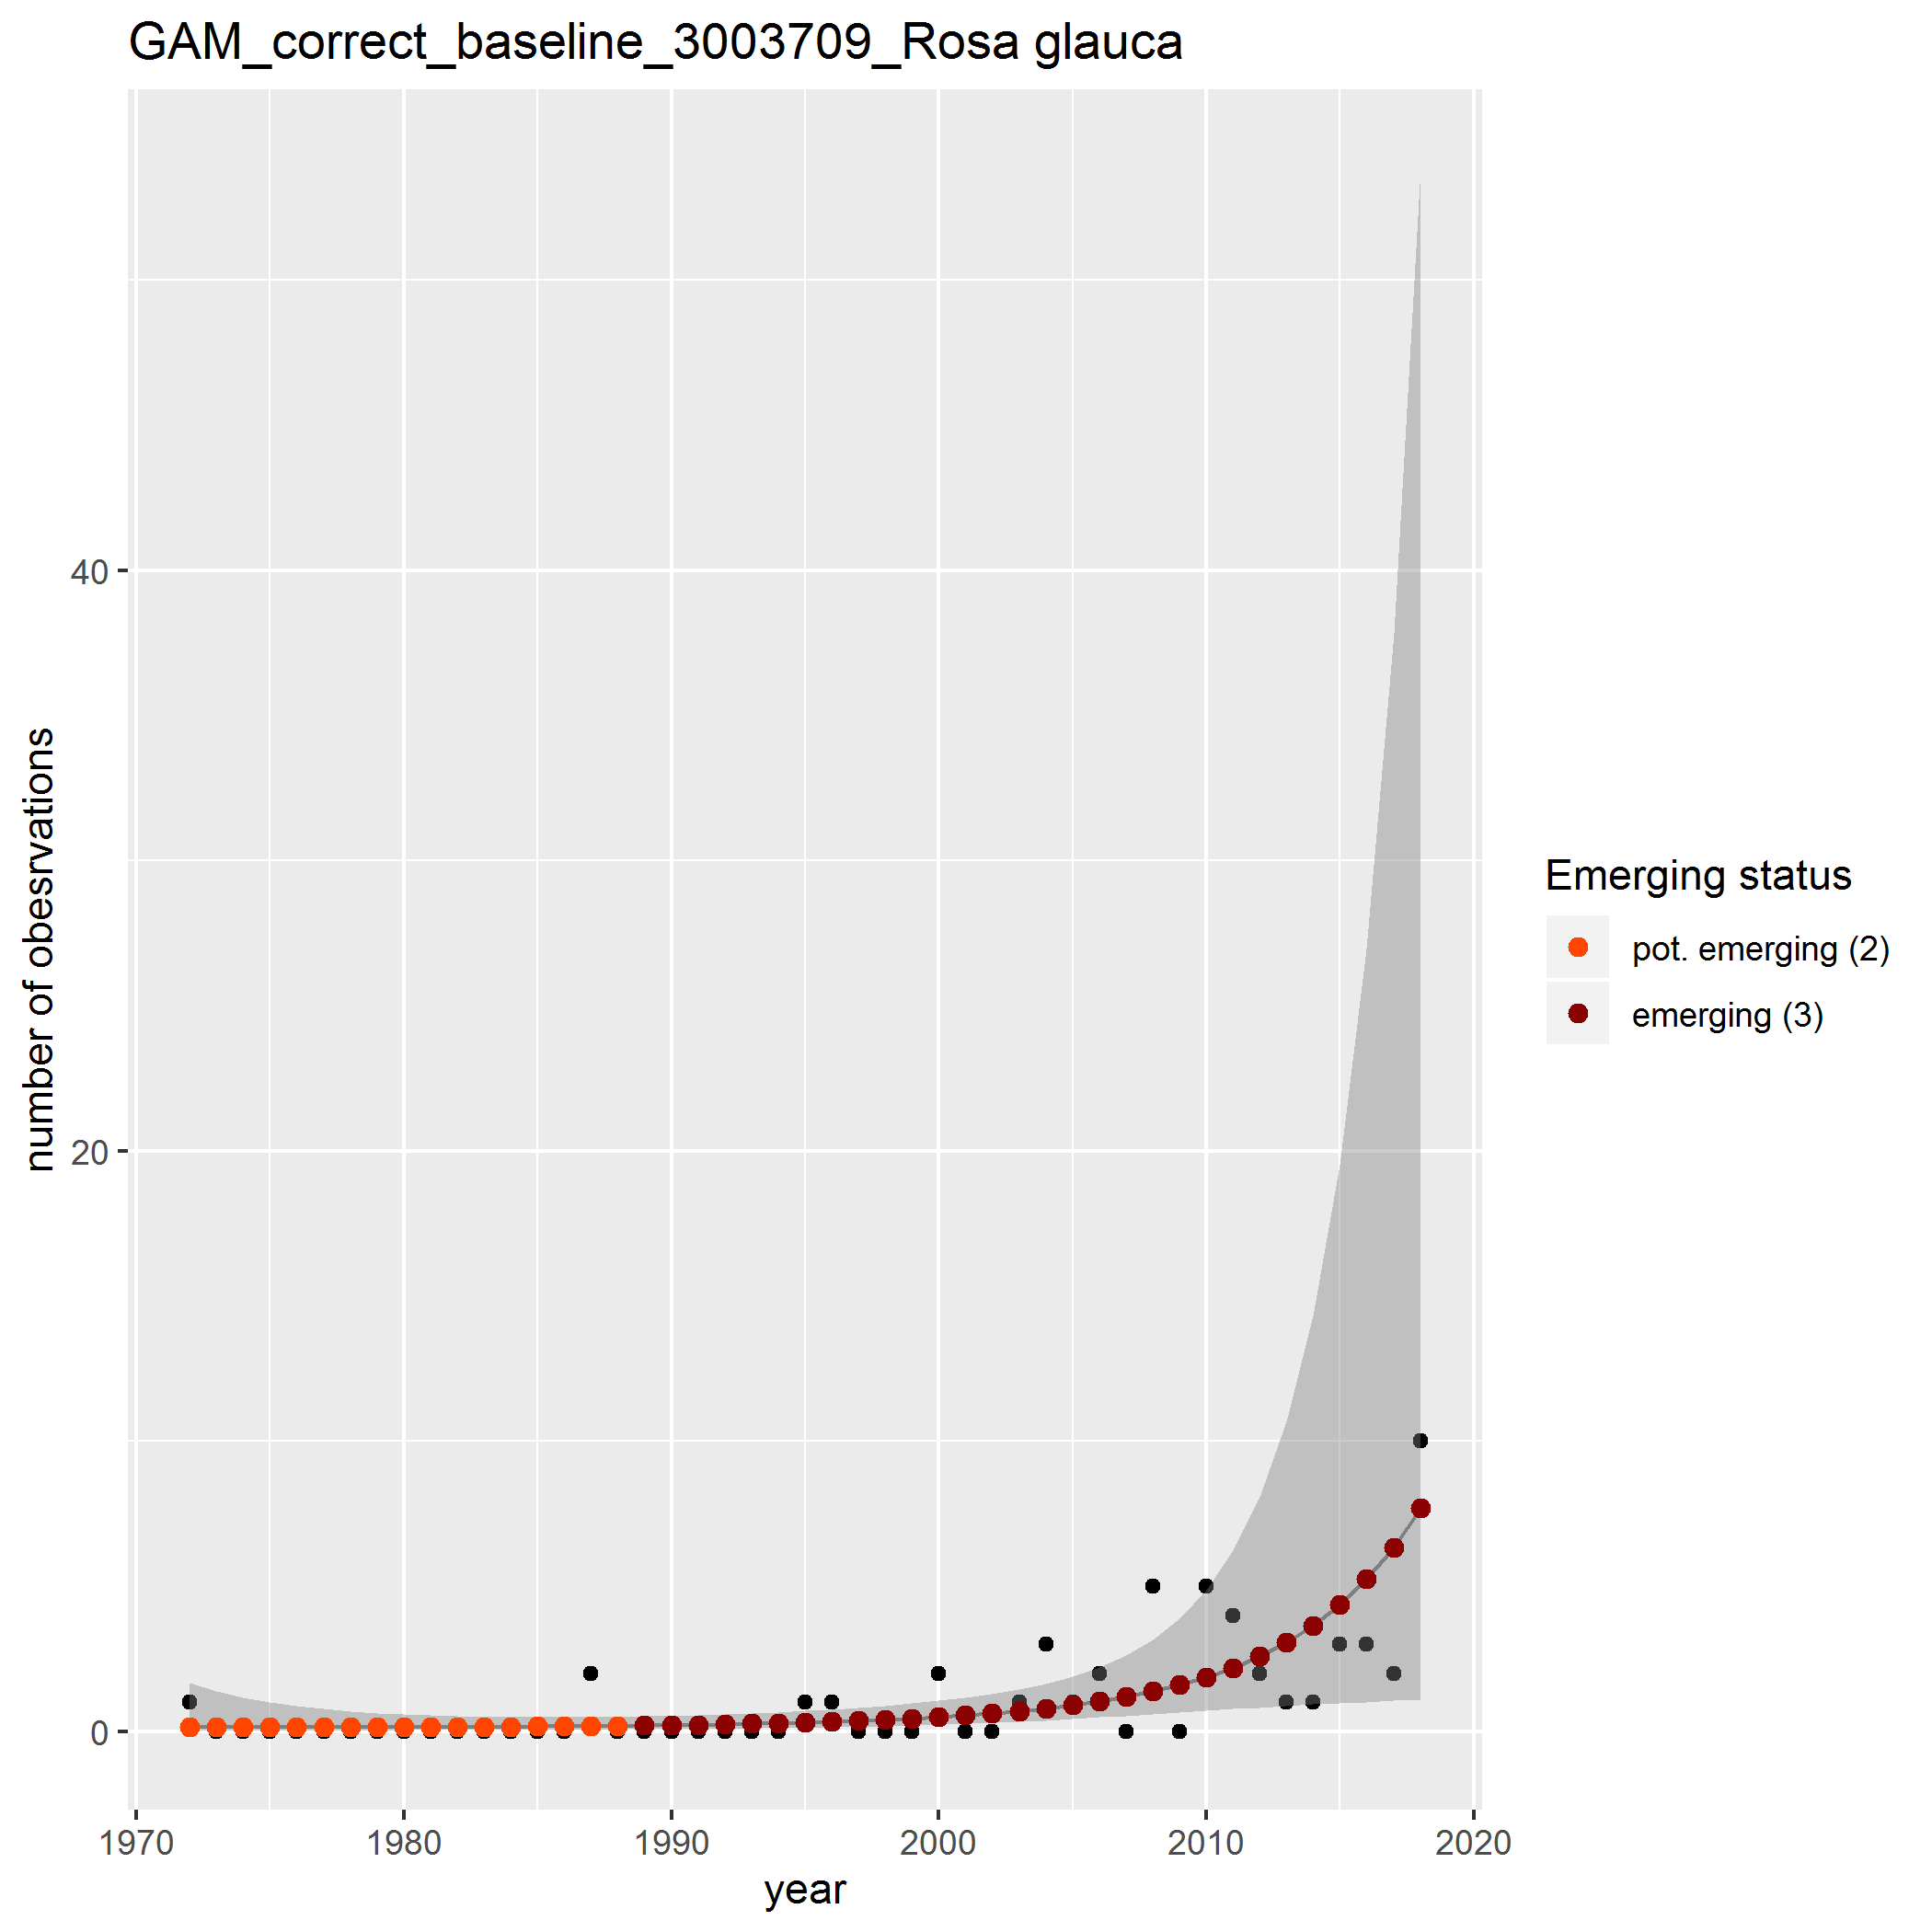 GAM_correct_baseline_3003709_Rosa glauca
number of obesrvations
40
20
0
1970 1980 1990 2000 2010 2020
year
Emerging status
pot. emerging (2)
emerging (3)